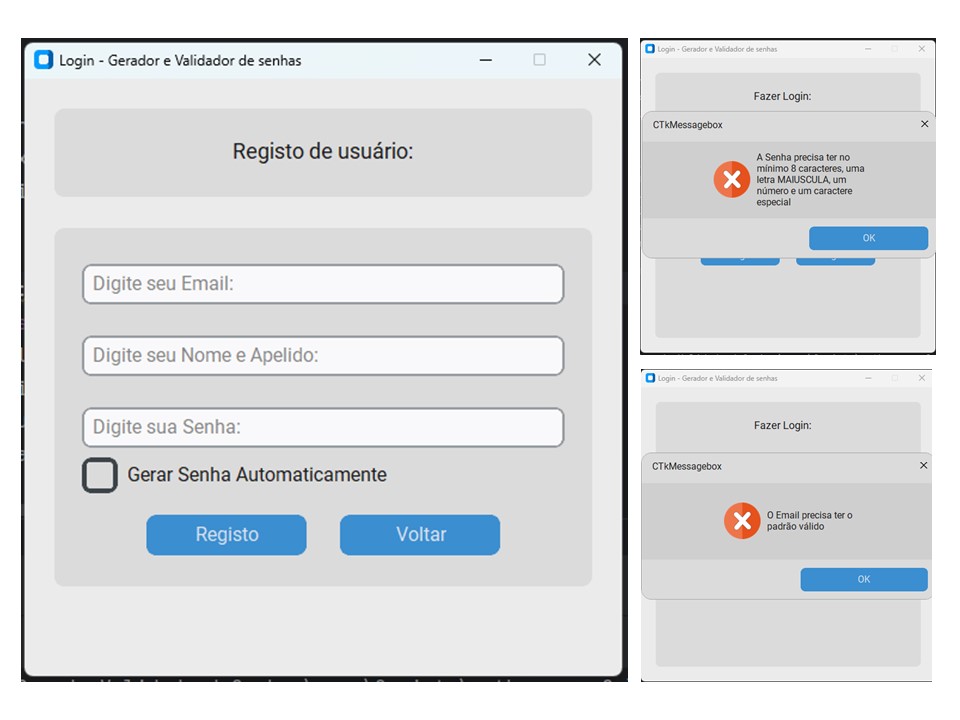 Login - Gerador e Validador de senhas
Registo de usuário:
Digite seu Email:
Digite seu Nome e Apelido:
Digite sua Senha:
Gerar Senha Automaticamente
Registo
Voltar
Login - Gerador e Validador de senhas
Fazer Login:
CTkMessagebox
A Senha precisa ter no
mínimo 8 caracteres, uma
letra MAIUSCULA, um
número e um caractere
especial
OK
Login - Gerador e Validador de senhas
Fazer Login:
CTkMessagebox
O Email precisa ter o
padrão válido
OK